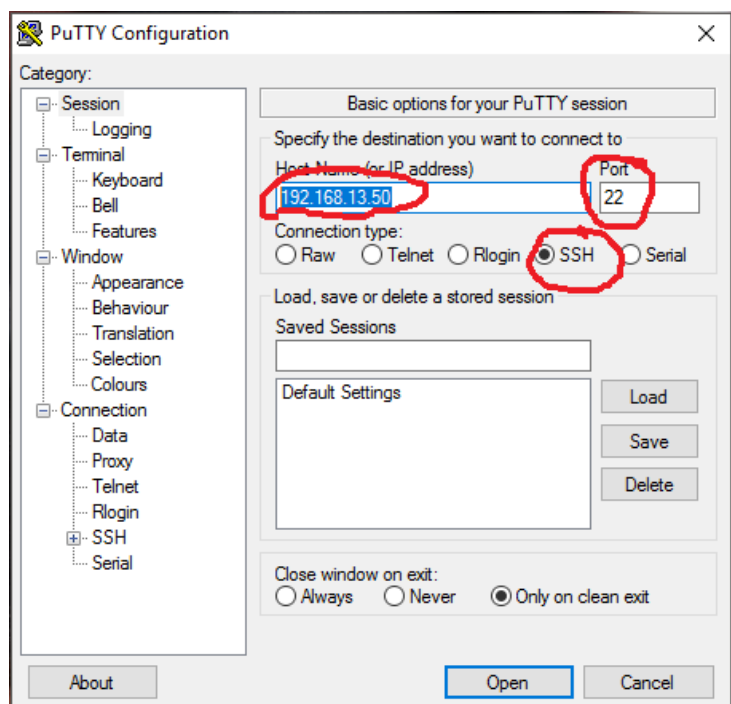 PuTTY Configuration
Category:
Session
Logging
Terminal
Keyboard
Bell
Features
Window
Appearance
Behaviour
Translation
Selection
Colours
Connection
Data
Proxy
Telnet
Rlogin
SSH
Serial
Basic options for your PuTTY session
Specify the destination you want to connect to
Host Name (or IP address) Port
192.168.13.50 22
Connection type:
Raw Telnet Rlogin SSH Serial
Load, save or delete a stored session
Saved Sessions
Default Settings
Load
Save
Delete
Close window on exit:
Always Never Only on clean exit
About Open Cancel